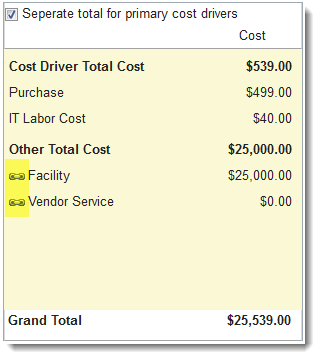 Seperate total for primary cost drivers
Cost
Cost Driver Total Cost $539.00
Purchase $499.00
IT Labor Cost $40.00
Other Total Cost $25,000.00
Facility $25,000.00
Vendor Service $0.00
Grand Total $25,539.00